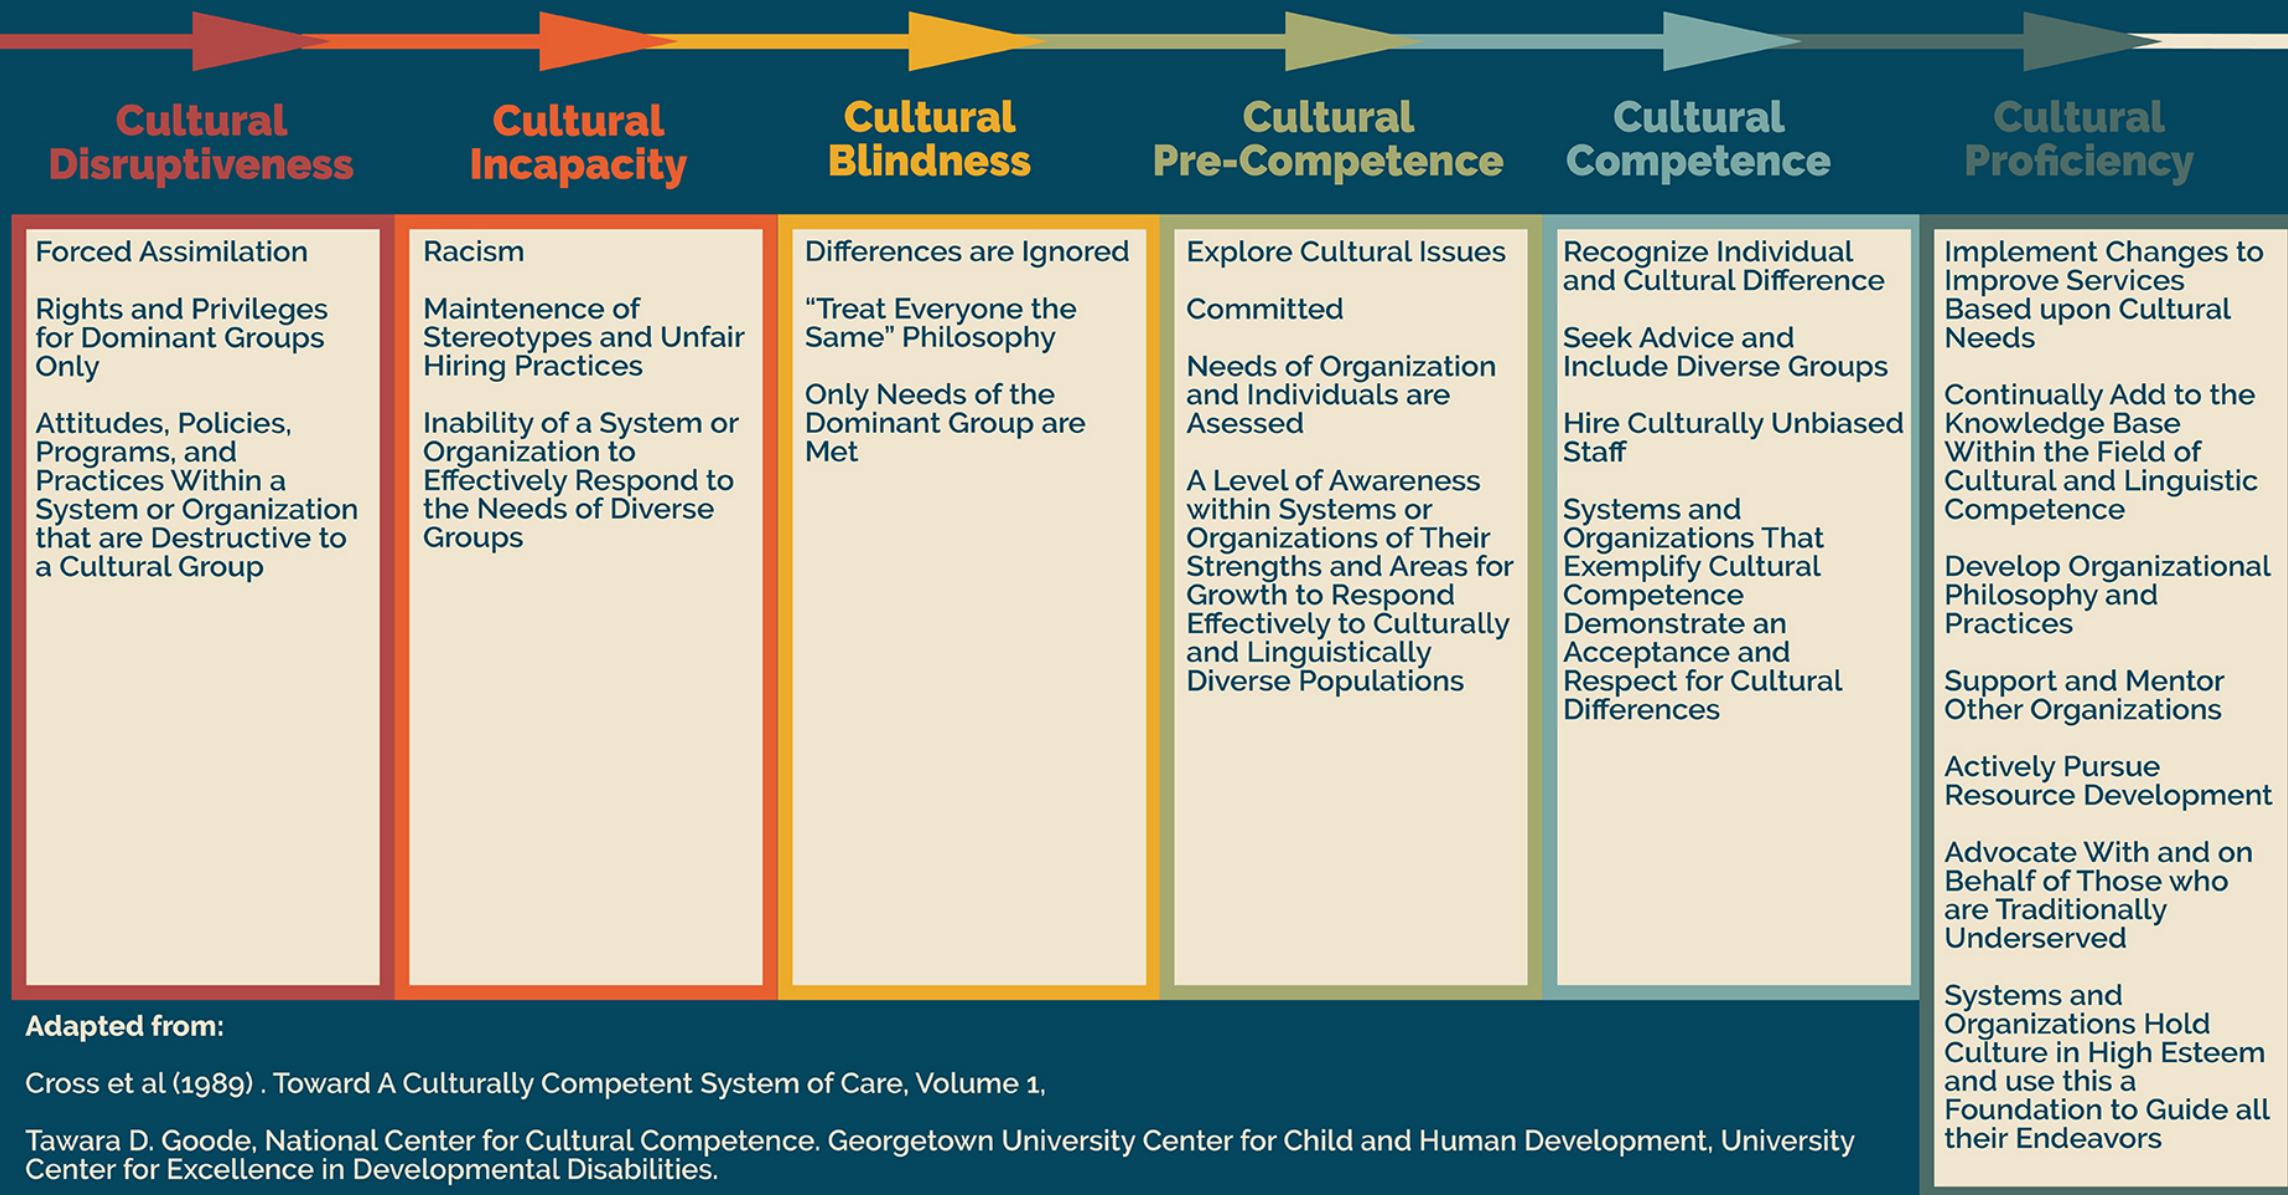 Cultural
Disruptiveness
Cultural
Incapacity
Cultural
Blindness
Cultural
Pre-Competence
Cultural
Competence
Cultural
Proficiency
Forced Assimilation
Rights and Privileges
for Dominant Groups
Only
Attitudes, Policies,
Programs, and
Practices Within a
System or Organization
that are Destructive to
a Cultural Group
Racism
Maintenence of
Stereotypes and Unfair
Hiring Practices
Inability of a System or
Organization to
Effectively Respond to
the Needs of Diverse
Groups
Differences are Ignored
“Treat Everyone the
Same” Philosophy
Only Needs of the
Dominant Group are
Met
Explore Cultural Issues
Committed
Needs of Organization
and Individuals are
Asessed
A Level of Awareness
within Systems or
Organizations of Their
Strengths and Areas for
Growth to Respond
Effectively to Culturally
and Linguistically
Diverse Populations
Recognize Individual
and Cultural Difference
Seek Advice and
Include Diverse Groups
Hire Culturally Unbiased
Staff
Systems and
Organizations That
Exemplify Cultural
Competence
Demonstrate an
Acceptance and
Respect for Cultural
Differences
Implement Changes to
Improve Services
Based upon Cultural
Needs
Continually Add to the
Knowledge Base
Within the Field of
Cultural and Linguistic
Competence
Develop Organizational
Philosophy and
Practices
Support and Mentor
Other Organizations
Actively Pursue
Resource Development
Advocate With and on
Behalf of Those who
are Traditionally
Underserved
Systems and
Organizations Hold
Culture in High Esteem
and use this a
Foundation to Guide all
their Endeavors
Adapted from:
Cross et al (1989) . Toward A Culturally Competent System of Care, Volume 1,
Tawara D. Goode, National Center for Cultural Competence. Georgetown University Center for Child and Human Development, University
Center for Excellence in Developmental Disabilities.